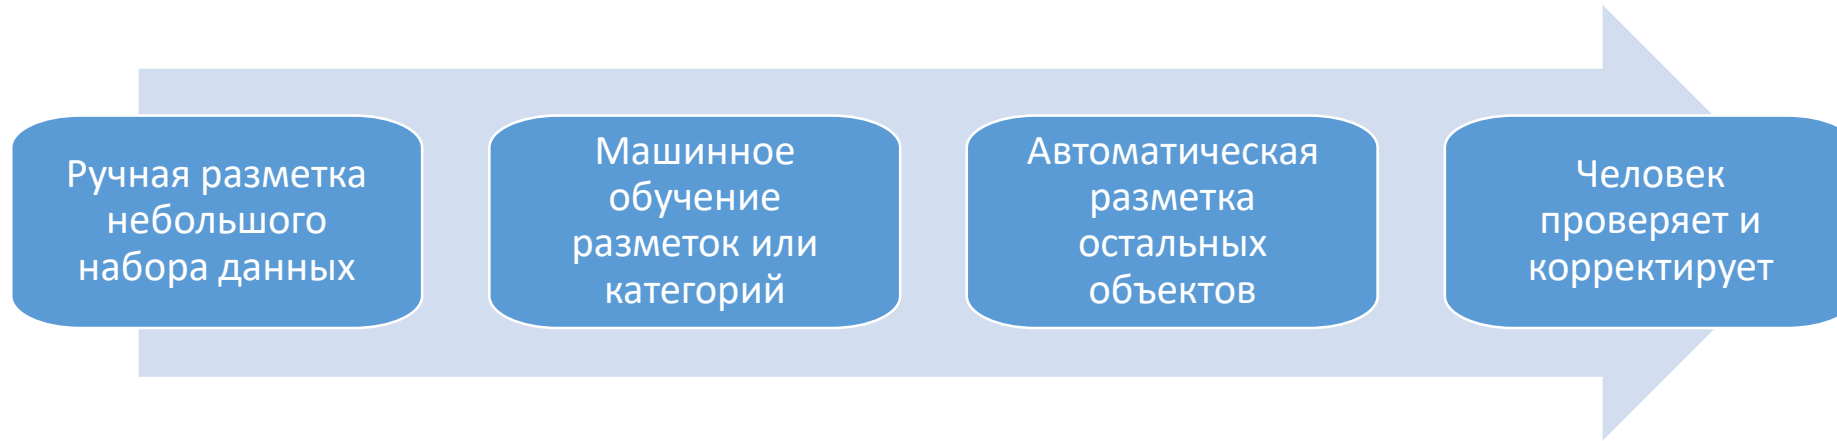 Ручная разметка
небольшого
набора данных
Машинное
обучение
разметок или
категорий
Автоматическая
разметка
остальных
объектов
Человек
проверяет и
корректирует